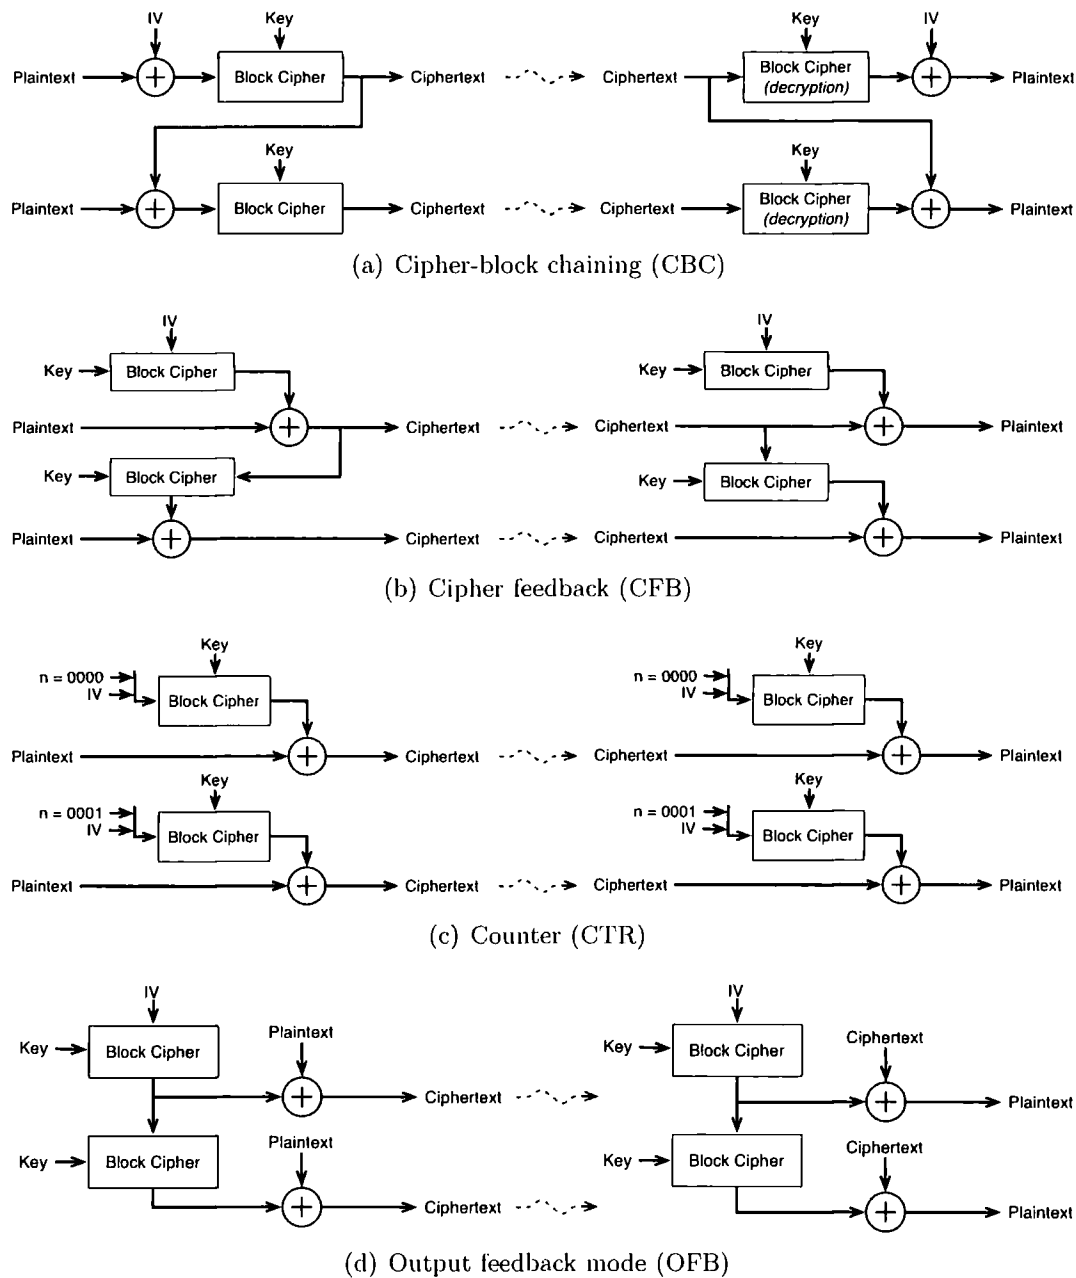 IV Key Key IV
Plaintext Block Cipher Ciphertext Ciphertext Block Cipher (decryption) Plaintext
Key Key
Plaintext Block Cipher Ciphertext Ciphertext Block Cipher (decryption) Plaintext
(a) Cipher-block chaining (CBC)
IV IV
Key Block Cipher Key Block Cipher
Plaintext Ciphertext Ciphertext Plaintext
Key Block Cipher Key Block Cipher
Plaintext Ciphertext Ciphertext Plaintext
(b) Cipher feedback (CFB)
Key Key
n = 0000 n = 0000
IV Block Cipher IV Block Cipher
Plaintext Ciphertext Ciphertext Plaintext
Key Key
n = 0001 n = 0001
IV Block Cipher IV Block Cipher
Plaintext Ciphertext Ciphertext Plaintext
(c) Counter (CTR)
IV IV
Plaintext Ciphertext
Key Block Cipher Key Block Cipher
Ciphertext Plaintext
Plaintext Ciphertext
Key Block Cipher Key Block Cipher
Ciphertext Plaintext
(d) Output feedback mode (OFB)